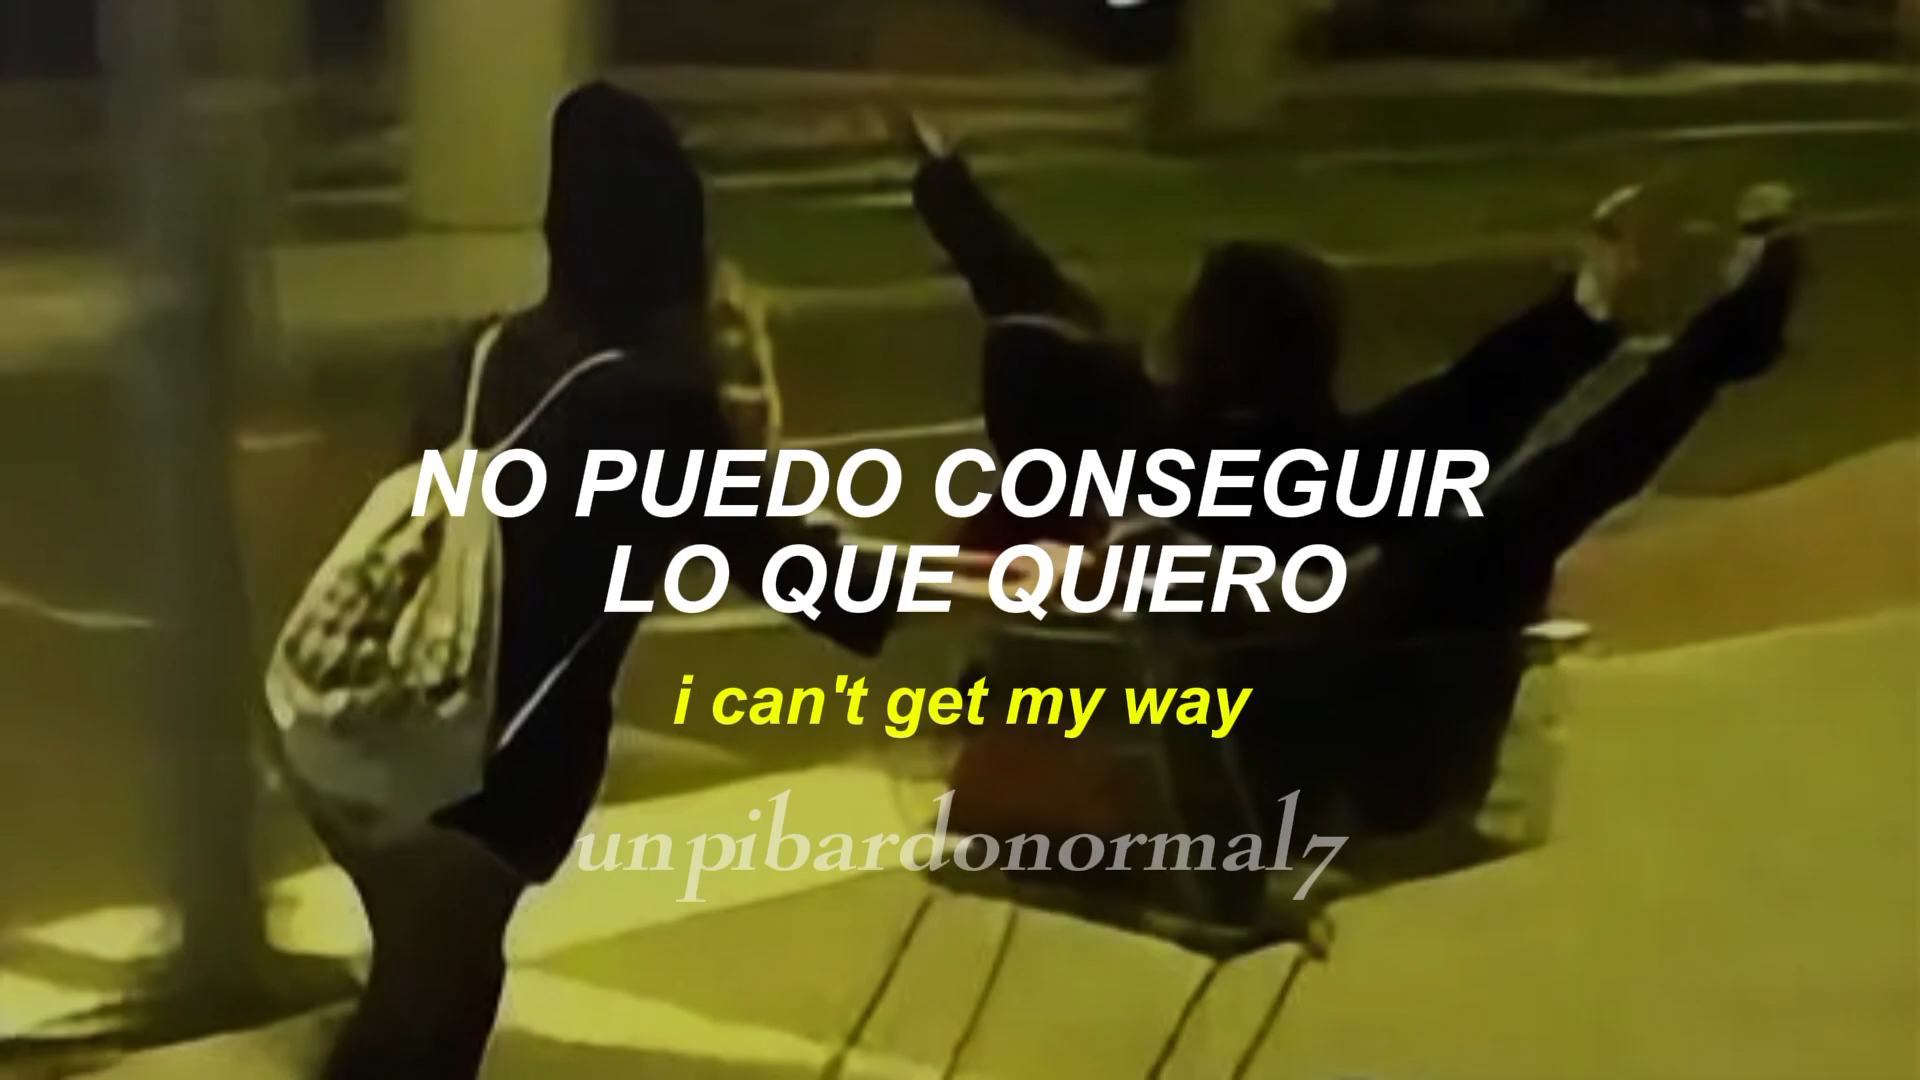 NO PUEDO CONSEGUIR
LO QUE QUIERO
i can't get my way
unpibardonormal7